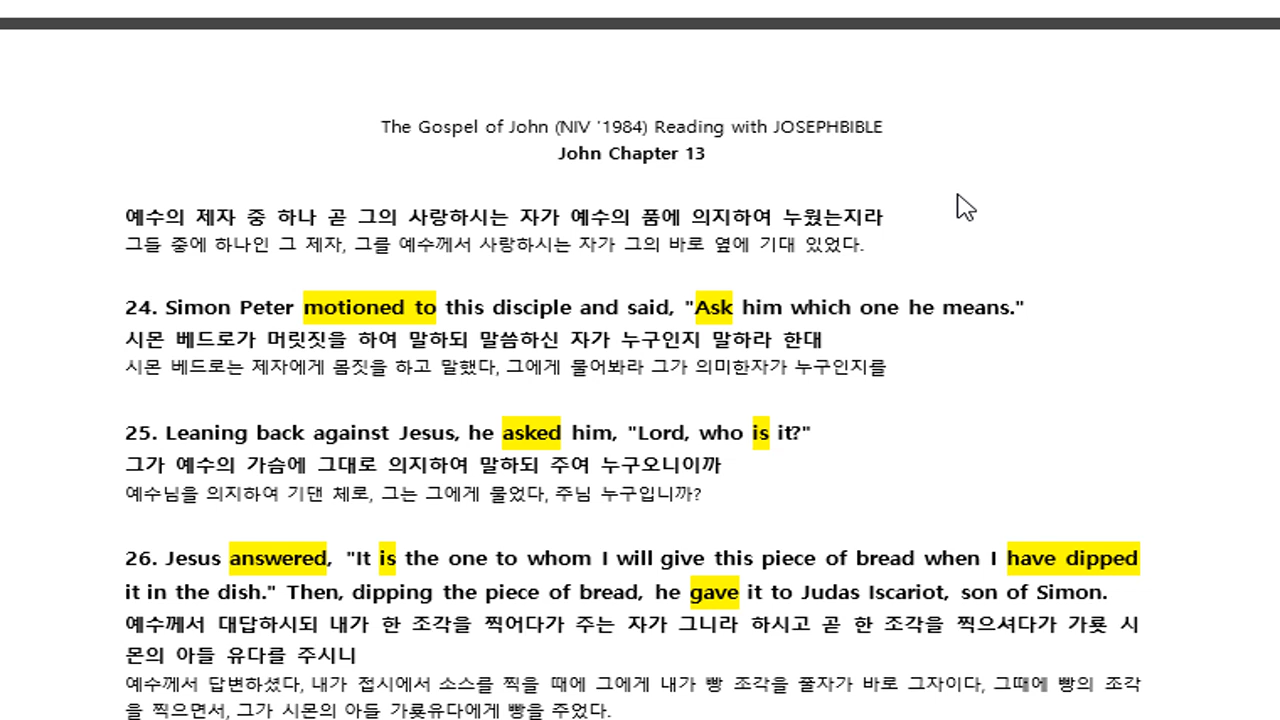 The Gospel of John (NIV '1984) Reading with JOSEPHBIBLE
John Chapter 13
예수의 제자 중 하나 곧 그의 사랑하시는 자가 예수의 품에 의지하여 누웠는지라
그들 중에 하나인 그 제자, 그를 예수께서 사랑하시는 자가 그의 바로 옆에 기대 있었다.
24. Simon Peter motioned to this disciple and said, "Ask him which one he means."
시몬 베드로가 머릿짓을 하여 말하되 말씀하신 자가 누구인지 말하라 한대
시몬 베드로는 제자에게 몸짓을 하고 말했다, 그에게 물어봐라 그가 의미한자가 누구인지를
25. Leaning back against Jesus, he asked him, "Lord, who is it?"
그가 예수의 가슴에 그대로 의지하여 말하되 주여 누구오니이까
예수님을 의지하여 기댄 체로, 그는 그에게 물었다, 주님 누구입니까?
26. Jesus answered, "It is the one to whom I will give this piece of bread when I have dipped
it in the dish." Then, dipping the piece of bread, he gave it to Judas Iscariot, son of Simon.
예수께서 대답하시되 내가 한 조각을 찍어다가 주는 자가 그니라 하시고 곧 한 조각을 찍으셔다가 가룟 시
몬의 아들 유다를 주시니
예수께서 답변하셨다, 내가 접시에서 소스를 찍을 때에 그에게 내가 빵 조각을 줄자가 바로 그자이다, 그때에 빵의 조각
을 찍으면서, 그가 시몬의 아들 가룟유다에게 빵을 주었다.